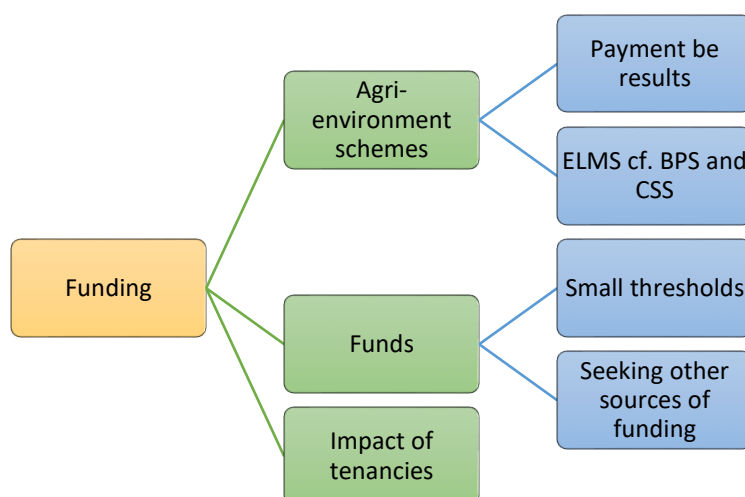 Funding
Agri-
environment
schemes
Payment be
results
ELMS cf. BPS and
CSS
Funds
Small thresholds
Seeking other
sources of
funding
Impact of
tenancies